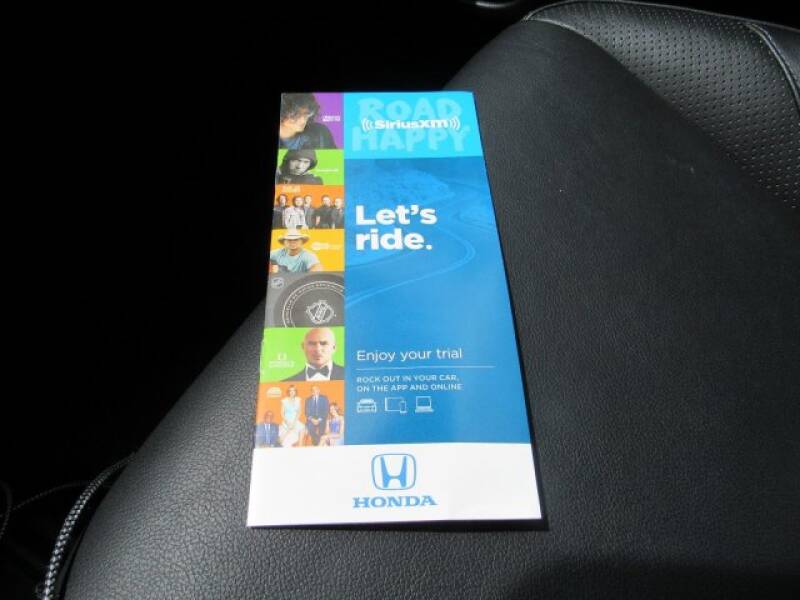 ROAD
SiriusXM
HAPPY
Let's
ride.
Enjoy your trial
ROCK OUT IN YOUR CAR,
ON THE APP AND ONLINE
HONDA